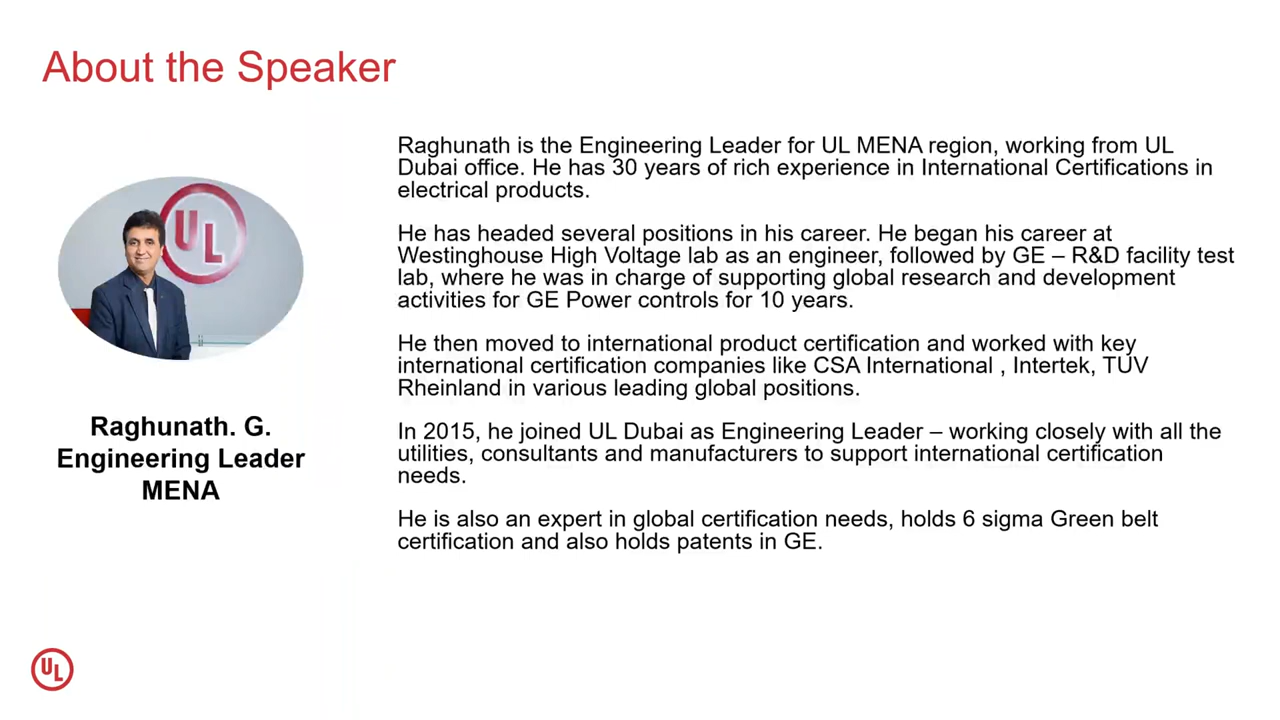 About the Speaker
UL
Raghunath. G.
Engineering Leader
MENA
Raghunath is the Engineering Leader for UL MENA region, working from UL
Dubai office. He has 30 years of rich experience in International Certifications in
electrical products.
He has headed several positions in his career. He began his career at
Westinghouse High Voltage lab as an engineer, followed by GE – R&D facility test
lab, where he was in charge of supporting global research and development
activities for GE Power controls for 10 years.
He then moved to international product certification and worked with key
international certification companies like CSA International , Intertek, TUV
Rheinland in various leading global positions.
In 2015, he joined UL Dubai as Engineering Leader – working closely with all the
utilities, consultants and manufacturers to support international certification
needs.
He is also an expert in global certification needs, holds 6 sigma Green belt
certification and also holds patents in GE.
UL